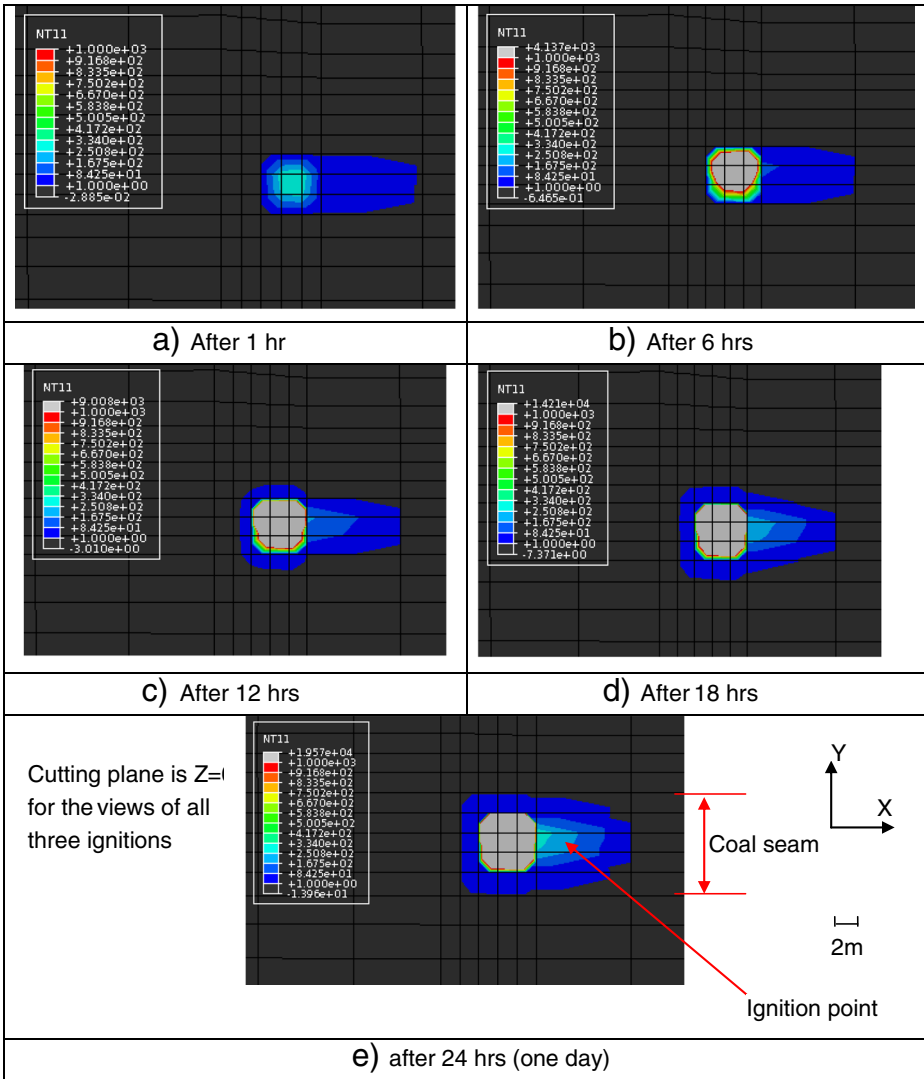 NT11
+1.000e+03
+9.168e+02
+8.335e+02
+7.502e+02
+6.670e+02
+5.838e+02
+5.005e+02
+4.172e+02
+3.340e+02
+2.508e+02
+1.675e+02
+8.425e+01
+1.000e+00
-2.885e-02
a) After 1 hr
NT11
+4.137e+03
+1.000e+03
+9.168e+02
+8.335e+02
+7.502e+02
+6.670e+02
+5.838e+02
+5.005e+02
+4.172e+02
+3.340e+02
+2.508e+02
+1.675e+02
+8.425e+01
+1.000e+00
-6.465e-01
b) After 6 hrs
NT11
+9.008e+03
+1.000e+03
+9.168e+02
+8.335e+02
+7.502e+02
+6.670e+02
+5.838e+02
+5.005e+02
+4.172e+02
+3.340e+02
+2.508e+02
+1.675e+02
+8.425e+01
+1.000e+00
-3.010e+00
c) After 12 hrs
NT11
+1.421e+04
+1.000e+03
+9.168e+02
+8.335e+02
+7.502e+02
+6.670e+02
+5.838e+02
+5.005e+02
+4.172e+02
+3.340e+02
+2.508e+02
+1.675e+02
+8.425e+01
+1.000e+00
-7.371e+00
d) After 18 hrs
Cutting plane is Z=
for the views of all
three ignitions
NT11
+1.957e+04
+1.000e+03
+9.168e+02
+8.335e+02
+7.502e+02
+6.670e+02
+5.838e+02
+5.005e+02
+4.172e+02
+3.340e+02
+2.508e+02
+1.675e+02
+8.425e+01
+1.000e+00
-1.396e+01
Y
X
Coal seam
2m
Ignition point
e) after 24 hrs (one day)